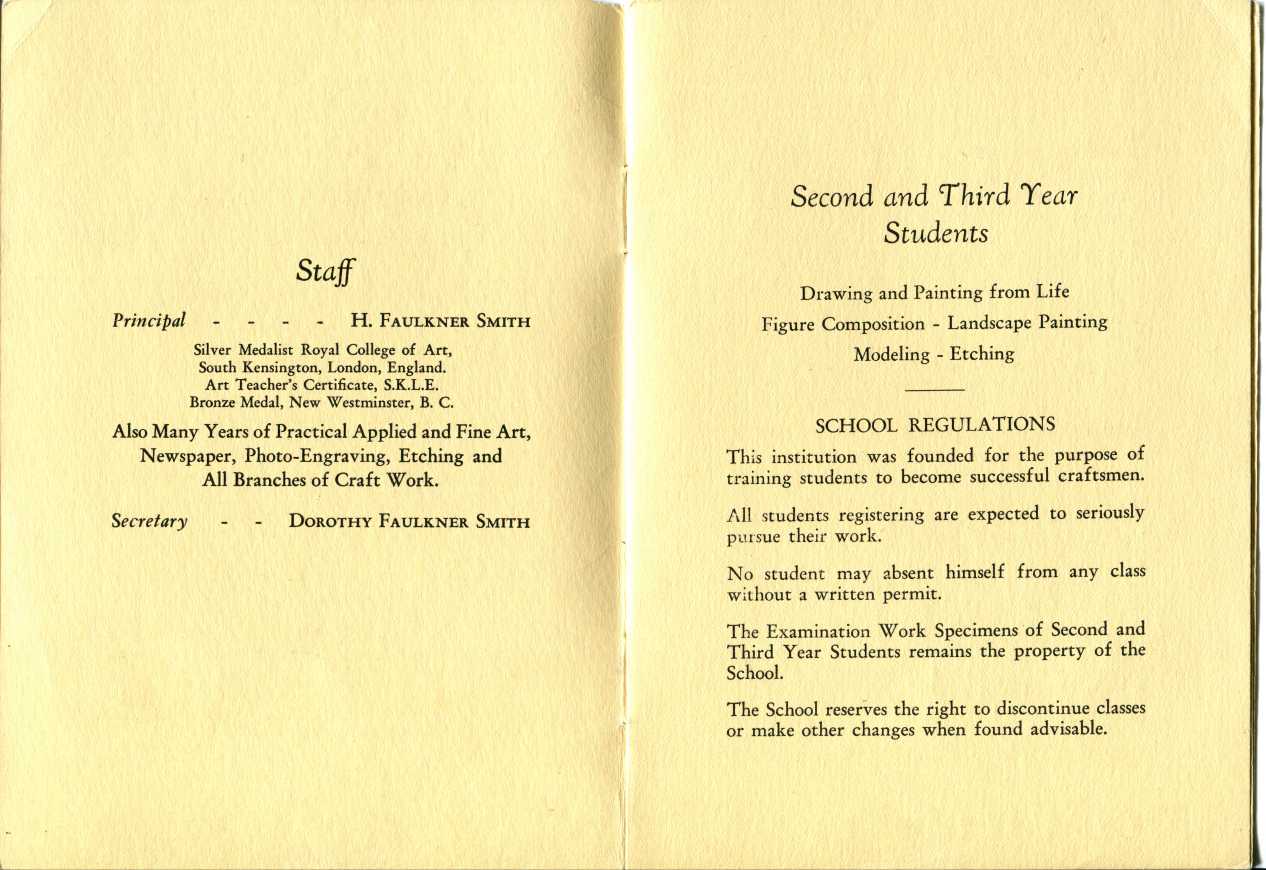 Staff
Principal - - - - H. FAULKNER SMITH
Silver Medalist Royal College of Art,
South Kensington, London, England.
Art Teacher's Certificate, S.K.L.E.
Bronze Medal, New Westminster, B. C.
Also Many Years of Practical Applied and Fine Art,
Newspaper, Photo-Engraving, Etching and
All Branches of Craft Work.
Secretary - - DOROTHY FAULKNER SMITH
Second and Third Year
Students
Drawing and Painting from Life
Figure Composition - Landscape Painting
Modeling - Etching
SCHOOL REGULATIONS
This institution was founded for the purpose of
training students to become successful craftsmen.
All students registering are expected to seriously
pursue their work.
No student may absent himself from any class
without a written permit.
The Examination Work Specimens of Second and
Third Year Students remains the property of the
School.
The School reserves the right to discontinue classes
or make other changes when found advisable.